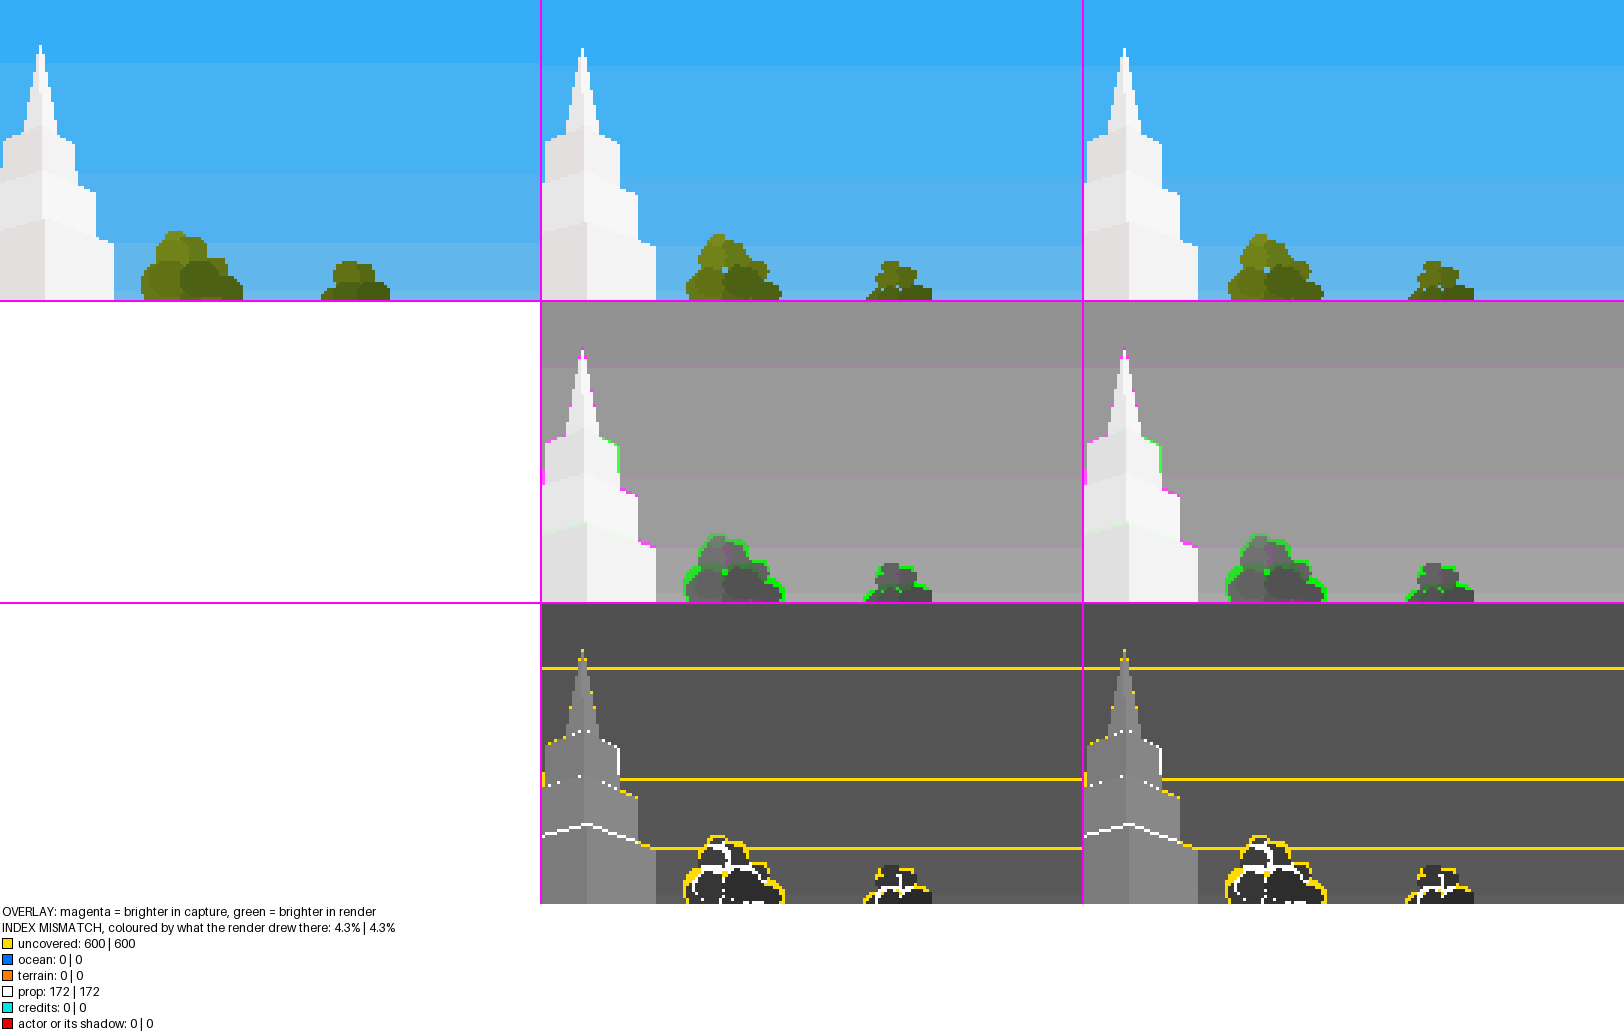 OVERLAY: magenta = brighter in capture, green = brighter in render
INDEX MISMATCH, coloured by what the render drew there: 4.3% | 4.3%
uncovered: 600 | 600
ocean: 0 | 0
terrain: 0 | 0
prop: 172 | 172
credits: 0 | 0
actor or its shadow: 0 | 0